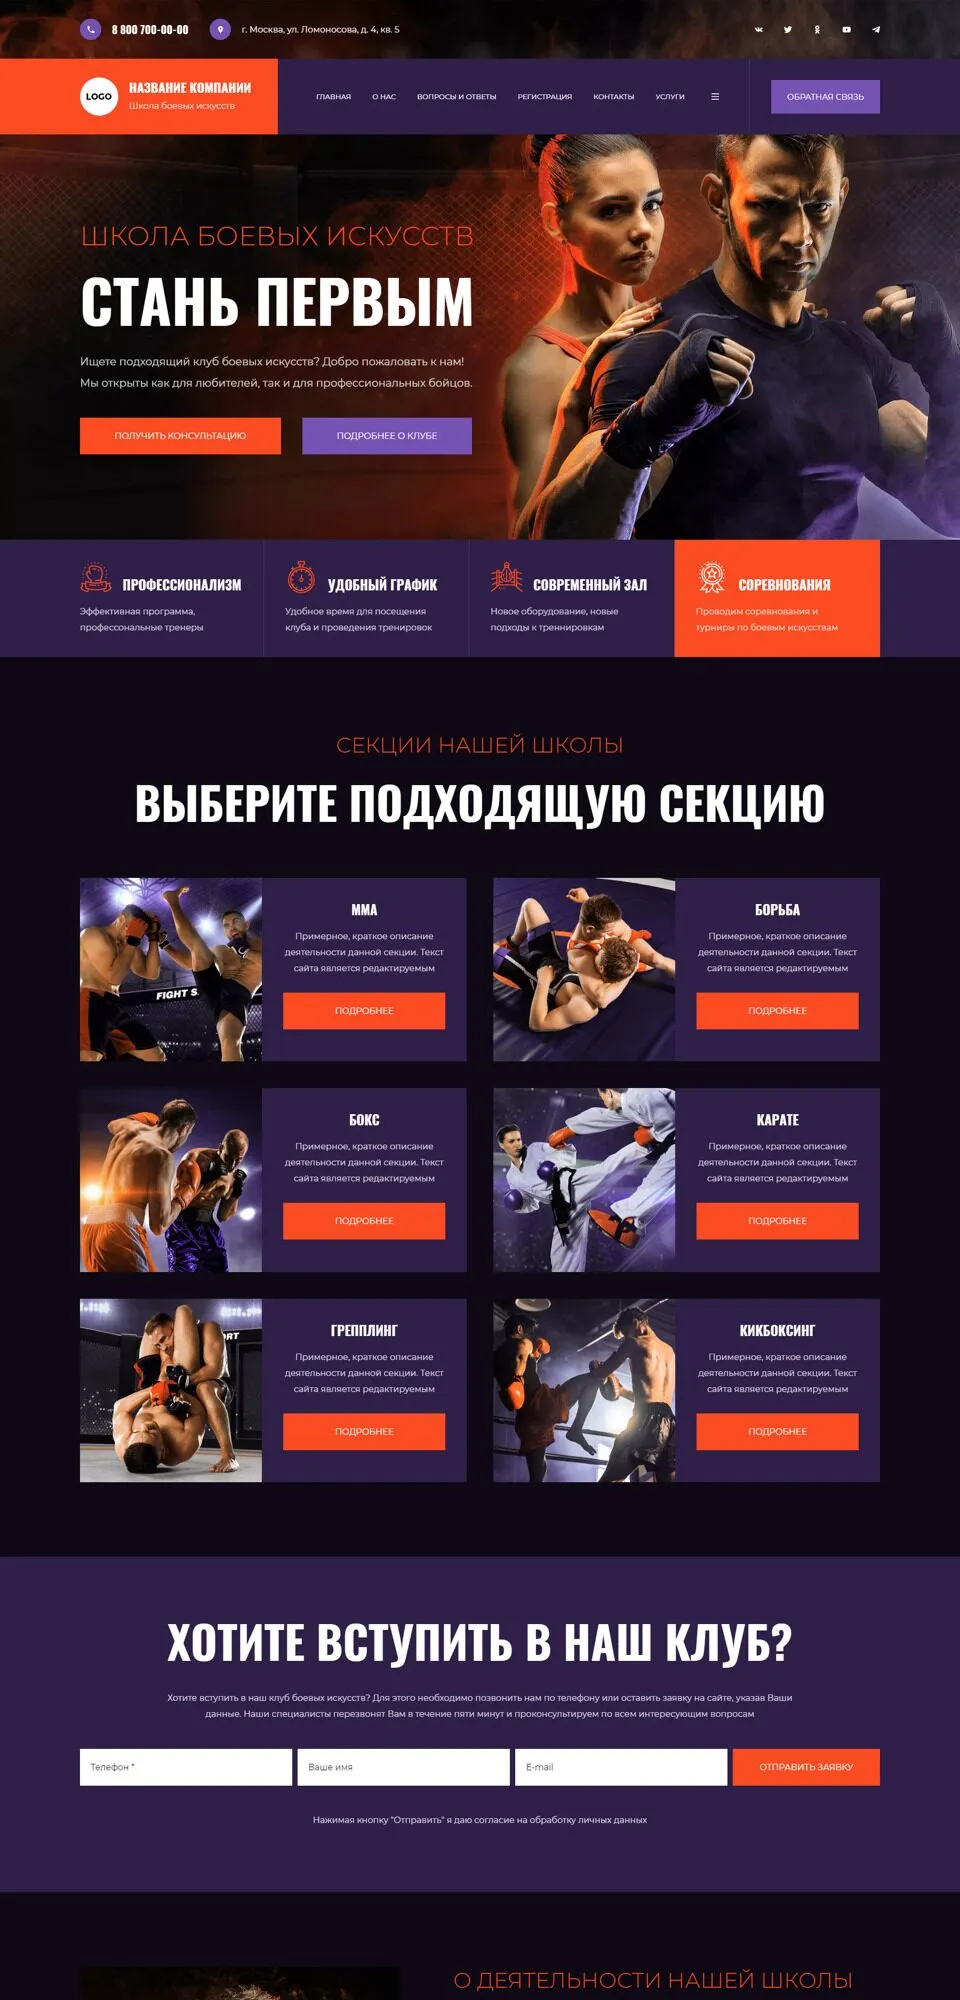 8 800 700-00-00
г. Москва, ул. Ломоносова, д. 4, кв. 5
LOGO
НАЗВАНИЕ КОМПАНИИ
Школа боевых искусств
ГЛАВНАЯ
О НАС
ВОПРОСЫ И ОТВЕТЫ
РЕГИСТРАЦИЯ
КОНТАКТЫ
УСЛУГИ
ОБРАТНАЯ СВЯЗЬ
ШКОЛА БОЕВЫХ ИСКУССТВ
СТАНЬ ПЕРВЫМ
Ищете подходящий клуб боевых искусств? Добро пожаловать к нам!
Мы открыты как для любителей, так и для профессиональных бойцов.
ПОЛУЧИТЬ КОНСУЛЬТАЦИЮ
ПОДРОБНЕЕ О КЛУБЕ
ПРОФЕССИОНАЛИЗМ
Эффективная программа,
профессональные тренеры
УДОБНЫЙ ГРАФИК
Удобное время для посещения
клуба и проведения тренировок
СОВРЕМЕННЫЙ ЗАЛ
Новое оборудование, новые
подходы к треннировкам
СОРЕВНОВАНИЯ
Проводим соревнования и
турниры по боевым искусствам
СЕКЦИИ НАШЕЙ ШКОЛЫ
ВЫБЕРИТЕ ПОДХОДЯЩУЮ СЕКЦИЮ
FIGHT S
ММА
Примерное, краткое описание
деятельности данной секции. Текст
сайта является редактируемым
ПОДРОБНЕЕ
БОРЬБА
Примерное, краткое описание
деятельности данной секции. Текст
сайта является редактируемым
ПОДРОБНЕЕ
БОКС
Примерное, краткое описание
деятельности данной секции. Текст
сайта является редактируемым
ПОДРОБНЕЕ
КАРАТЕ
Примерное, краткое описание
деятельности данной секции. Текст
сайта является редактируемым
ПОДРОБНЕЕ
ORT
ГРЕППЛИНГ
Примерное, краткое описание
деятельности данной секции. Текст
сайта является редактируемым
ПОДРОБНЕЕ
КИКБОКСИНГ
Примерное, краткое описание
деятельности данной секции. Текст
сайта является редактируемым
ПОДРОБНЕЕ
ХОТИТЕ ВСТУПИТЬ В НАШ КЛУБ?
Хотите вступить в наш клуб боевых искусств? Для этого необходимо позвонить нам по телефону или оставить заявку на сайте, указав Ваши
данные. Наши специалисты перезвонят Вам в течение пяти минут и проконсультируем по всем интересующим вопросам
Телефон *
Ваше имя
E-mail
ОТПРАВИТЬ ЗАЯВКУ
Нажимая кнопку "Отправить" я даю согласие на обработку личных данных
О ДЕЯТЕЛЬНОСТИ НАШЕЙ ШКОЛЫ